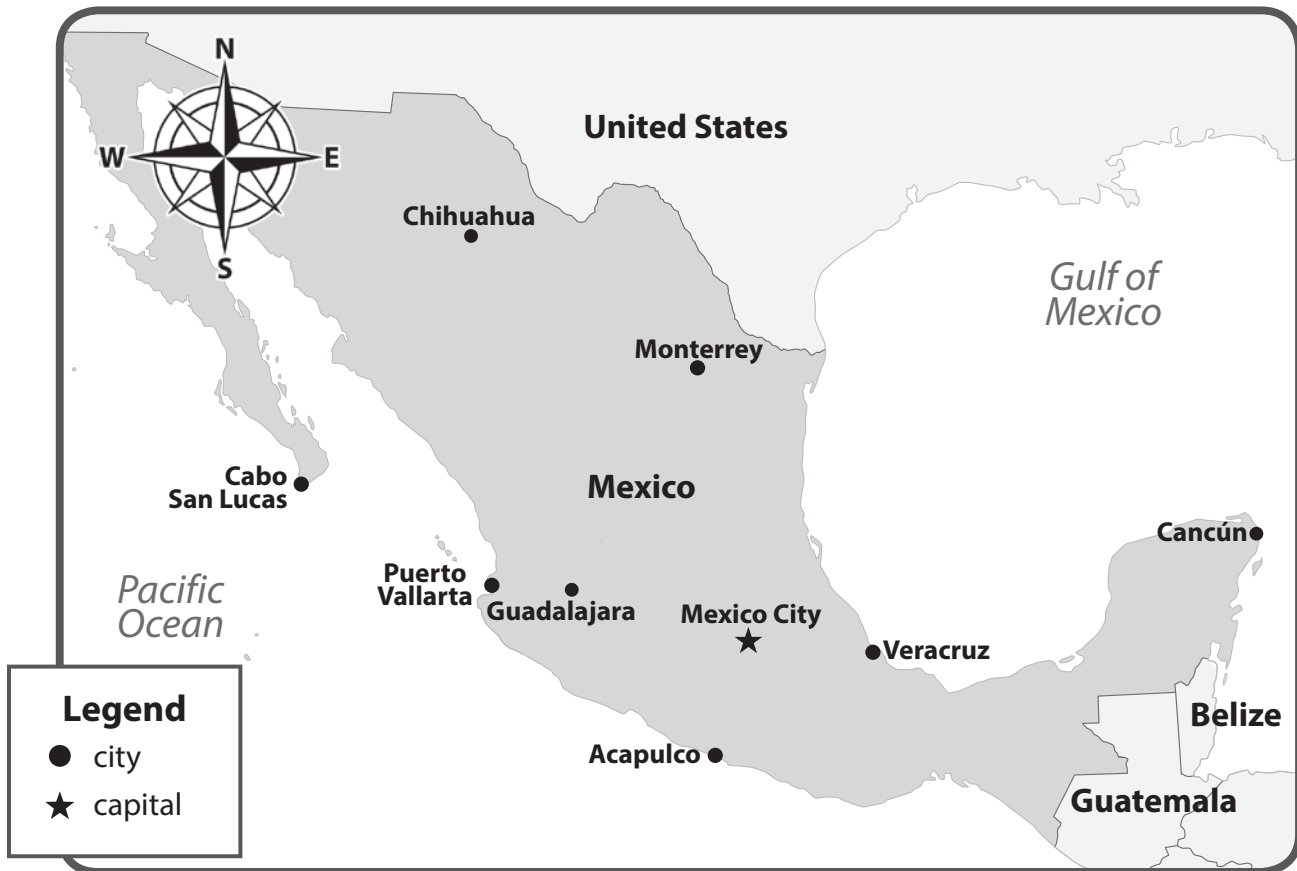 N
W
E
S
United States
Chihuahua
Gulf of
Mexico
Monterrey
Cabo
San Lucas
Mexico
Cancún
Pacific
Ocean
Puerto
Vallarta
Guadalajara
Mexico City
Veracruz
Legend
city
capital
Acapulco
Belize
Guatemala